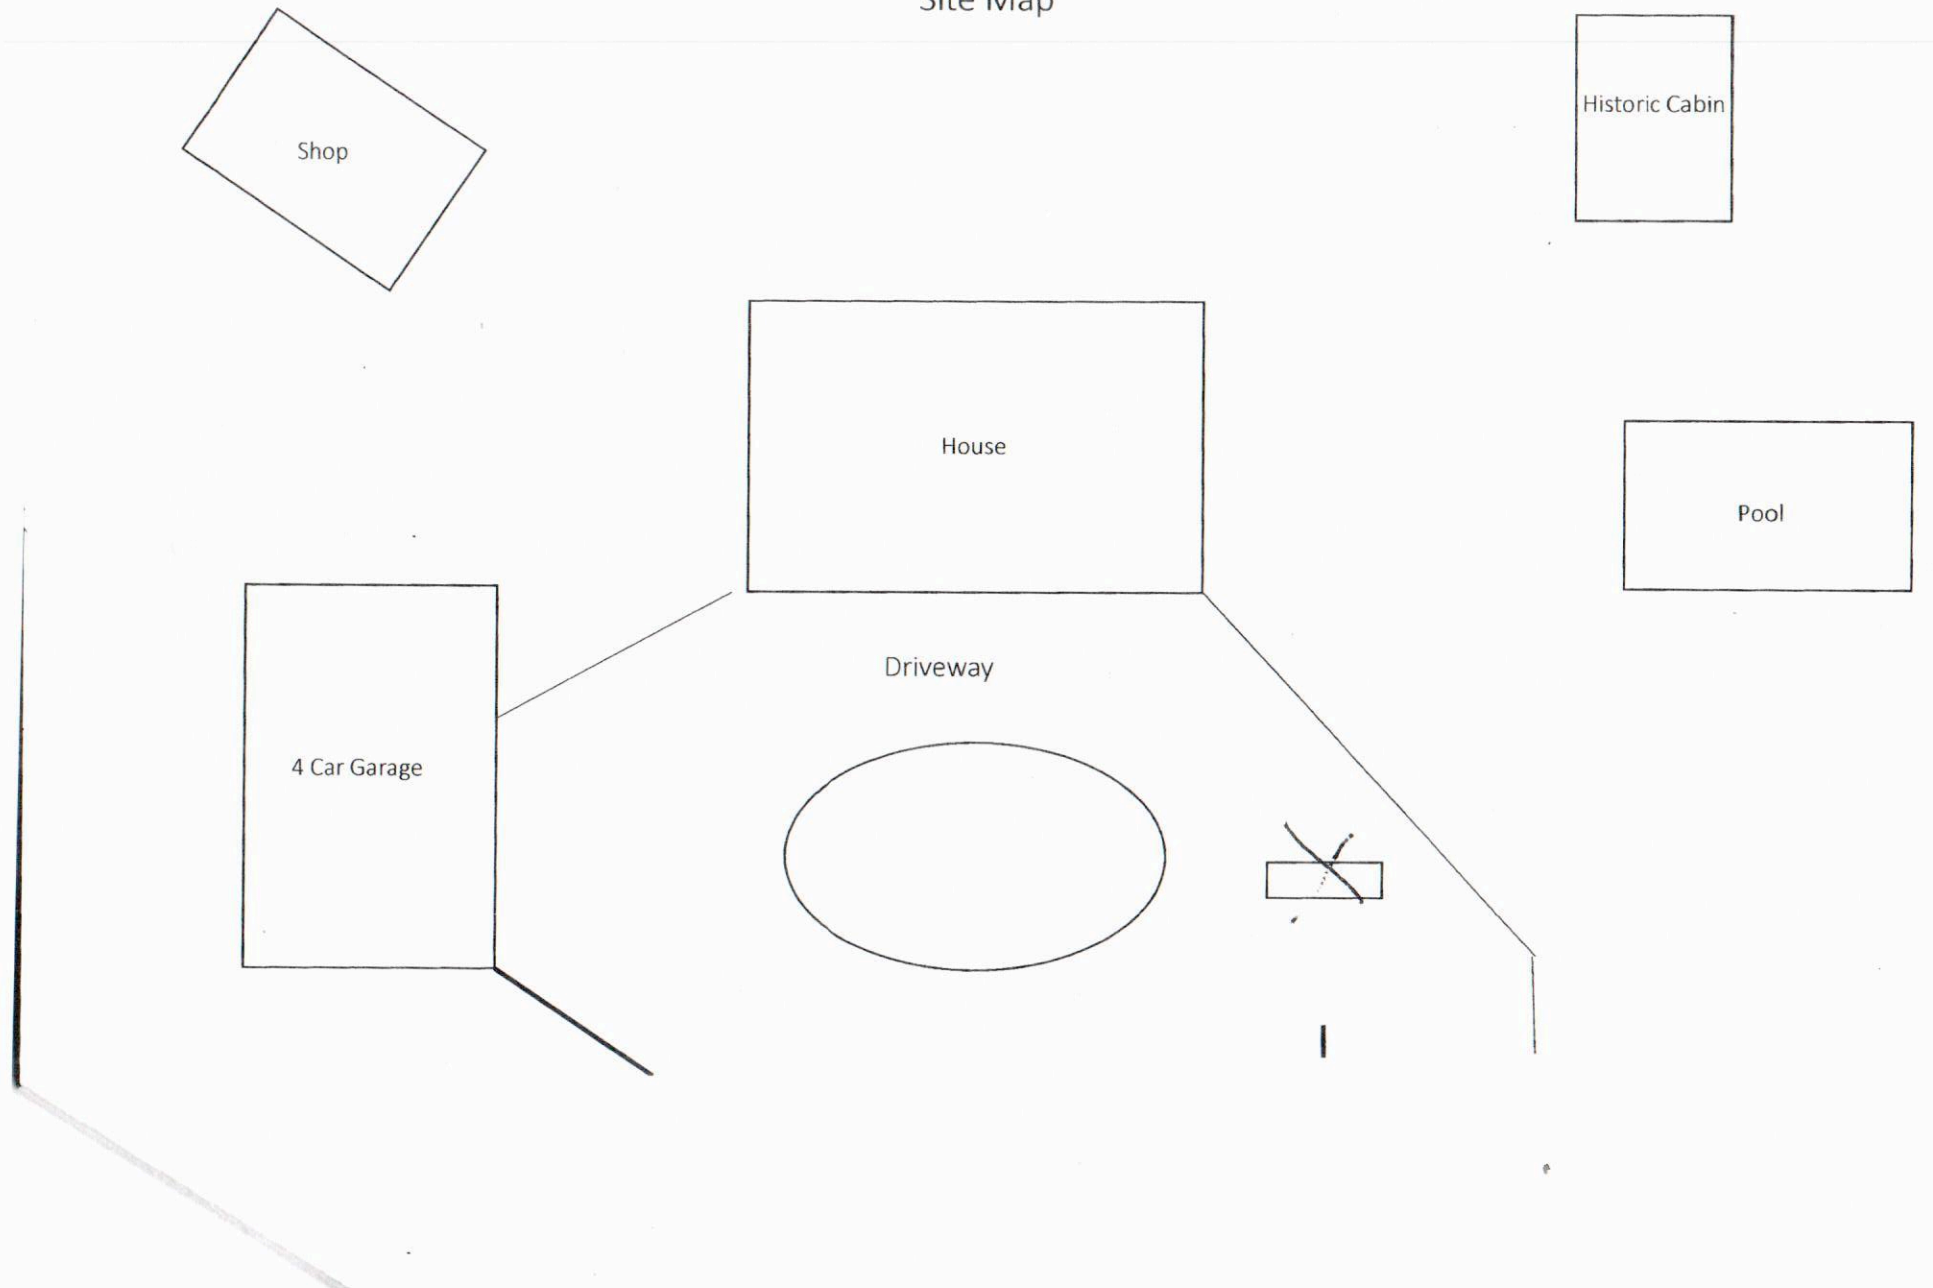 Site Map
Historic Cabin
Shop
House
Pool
Driveway
4 Car Garage